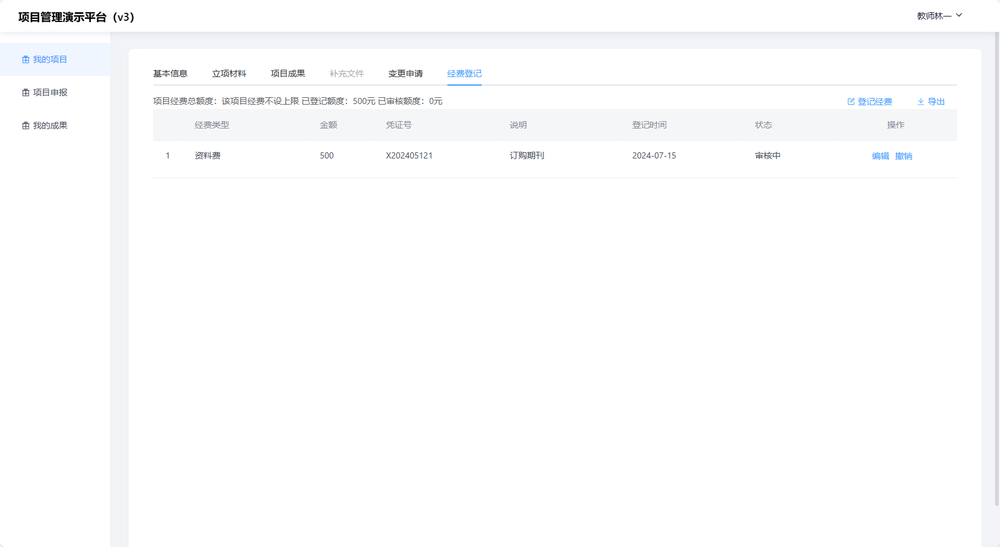 项目管理演示平台（v3）
教师林一
我的项目
项目申报
我的成果
基本信息 立项材料 项目成果 补充文件 变更申请 经费登记
项目经费总额度：该项目经费不设上限 已登记额度：500元 已审核额度：0元 登记经费 导出
经费类型 金额 凭证号 说明 登记时间 状态 操作
1 资料费 500 X202405121 订购期刊 2024-07-15 审核中 编辑 撤销